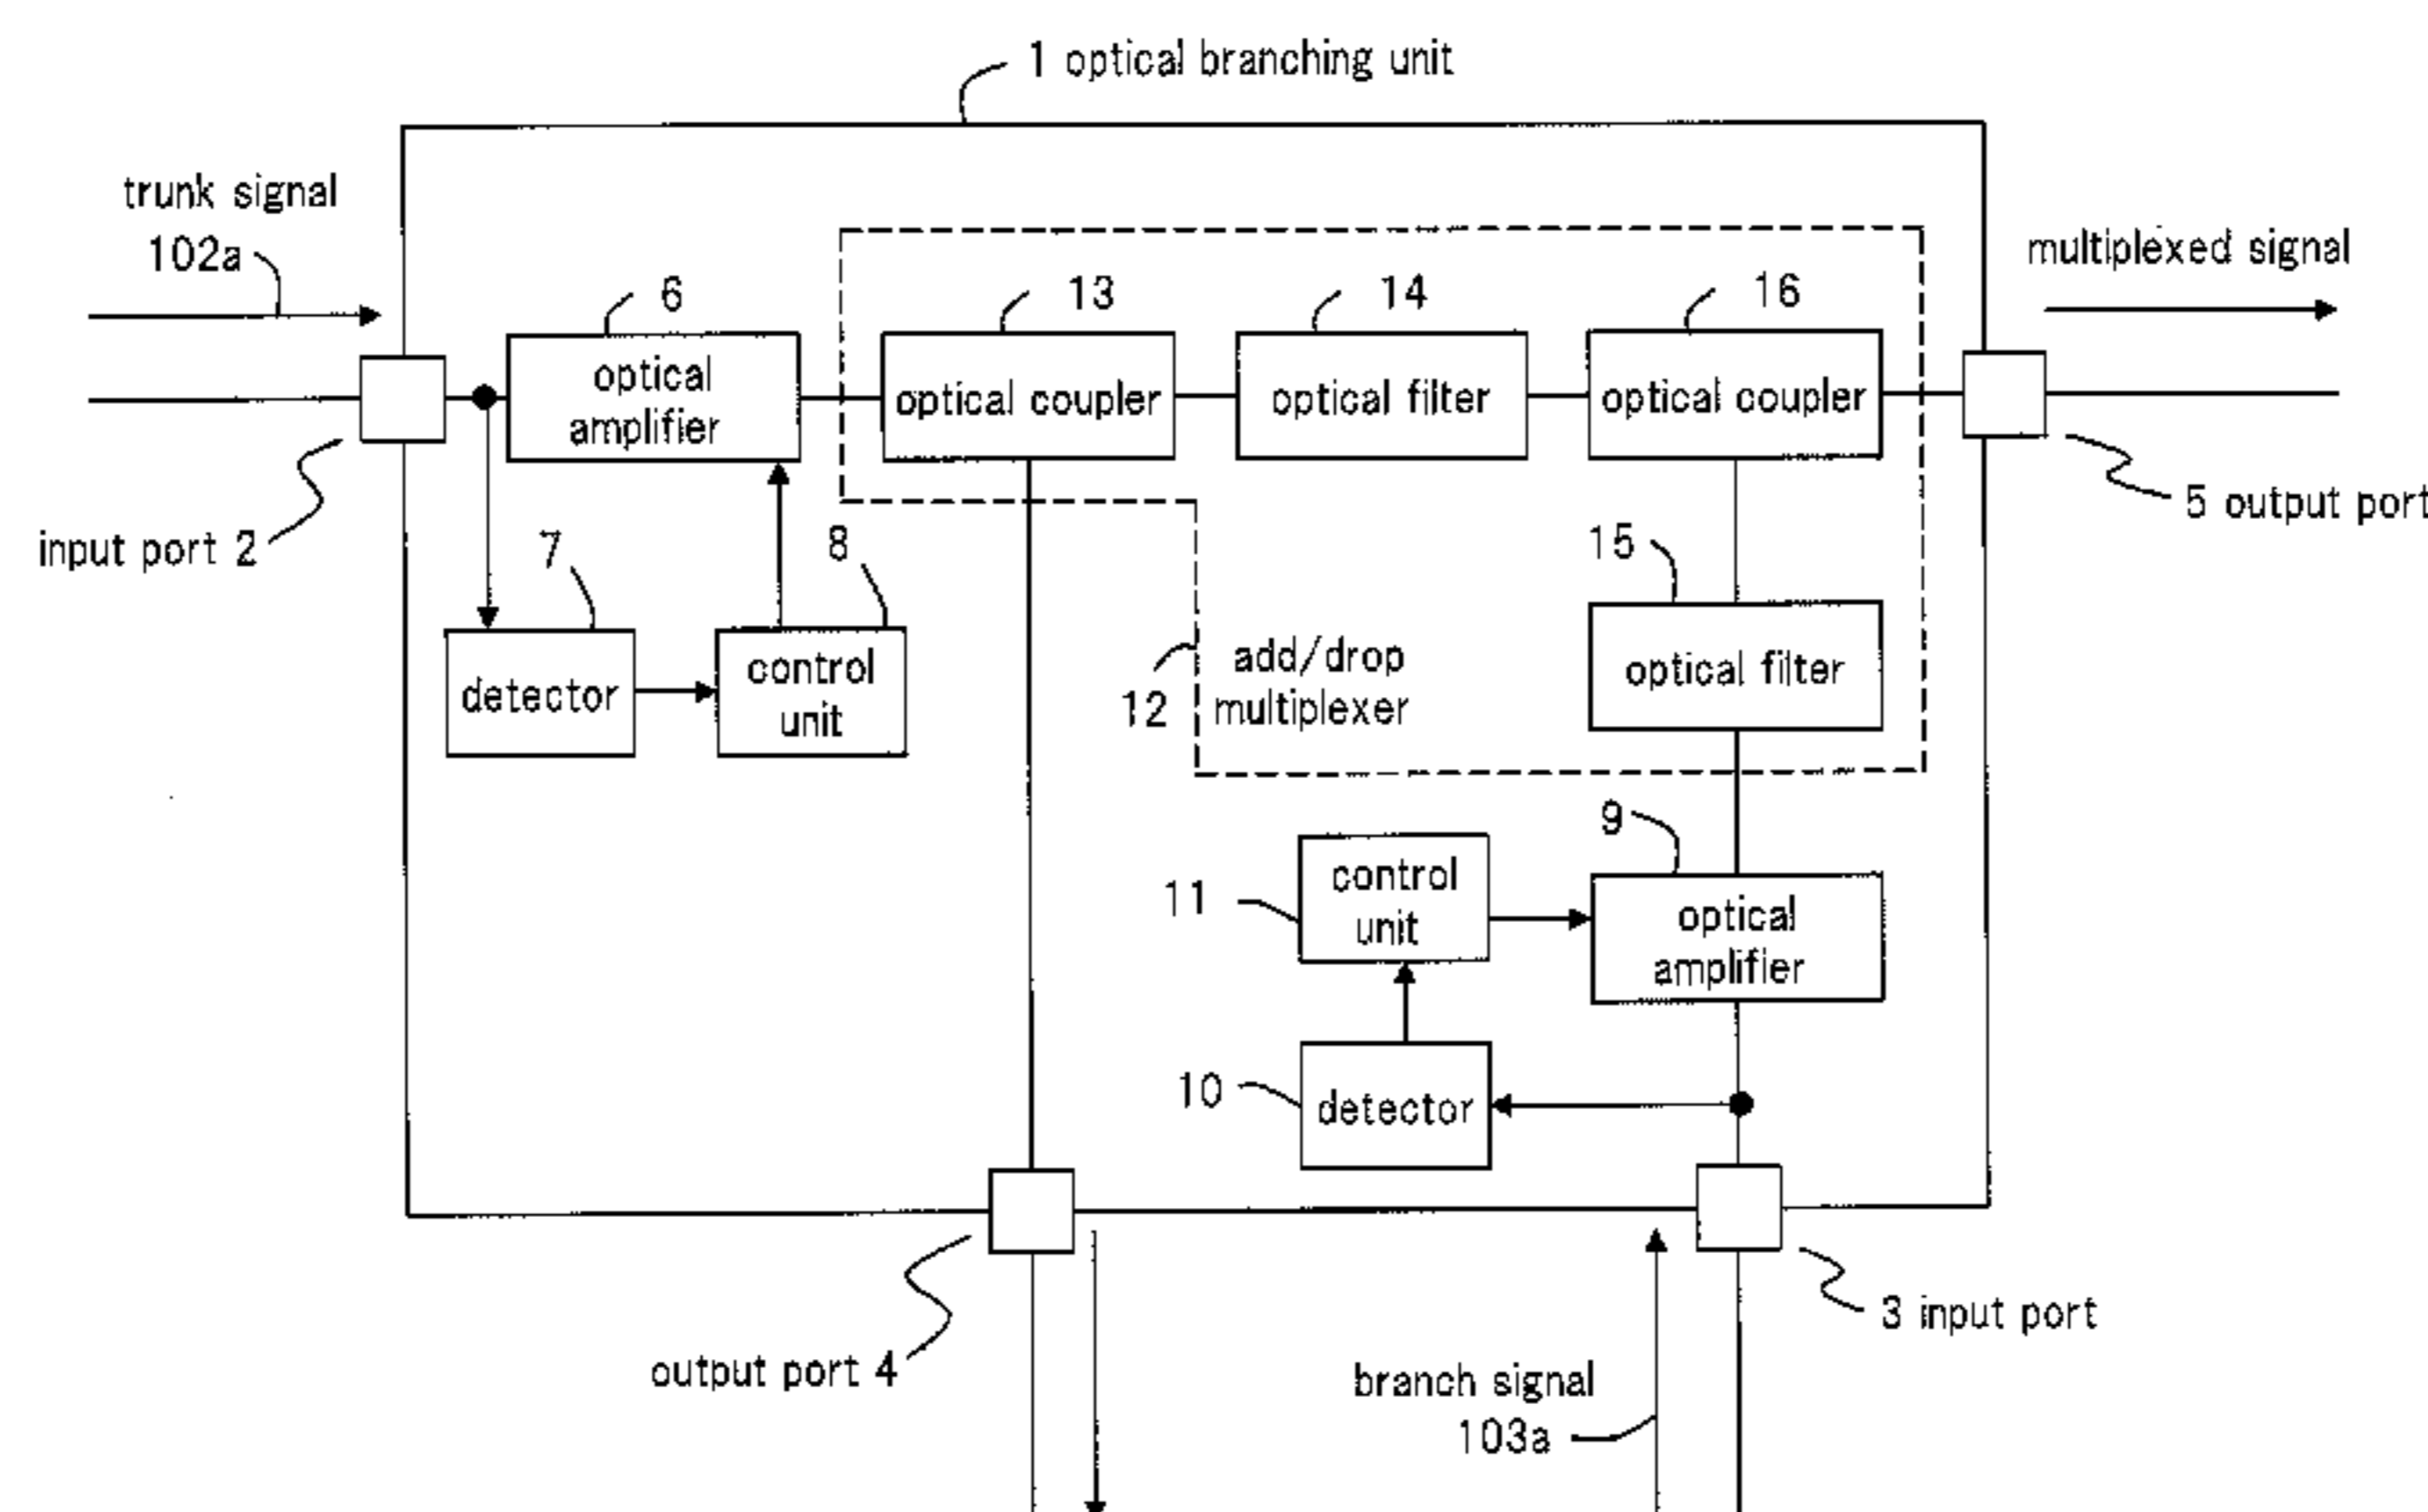 1 optical branching unit
trunk signal
102a
multiplexed signal
6
13
14
16
optical
amplifier
optical coupler
optical filter
optical coupler
input port 2
5 output port
7
8
15
detector
control
unit
add/drop
multiplexer
12
optical filter
9
11
control
unit
optical
amplifier
10
detector
3 input port
output port 4
branch signal
103a